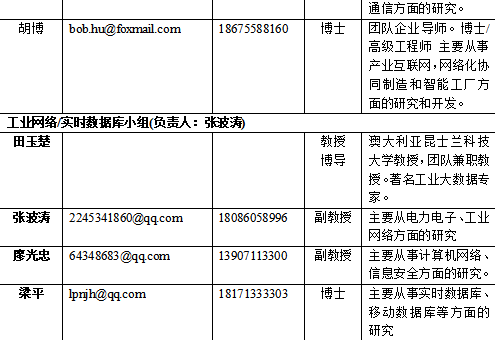 通信方面的研究。
胡博 bob.hu@foxmail.com 18675588160 博士 团队企业导师。博士/
高级工程师 主要从事
产业互联网，网络化协
同制造和智能工厂方
面的研究和开发。
工业网络/实时数据库小组(负责人：张波涛)
田玉楚 教授 澳大利亚昆士兰科技
博导 大学教授，团队兼职教
授。著名工业大数据专
家。
张波涛 2245341860@qq.com 18086058996 副教授 主要从电力电子、工业
网络方面的研究
廖光忠 64348683@qq.com 13907113300 副教授 主要从事计算机网络、
信息安全方面的研究。
梁平 lpnjh@qq.com 18171333303 博士 主要从事实时数据库、
移动数据库等方面的
研究